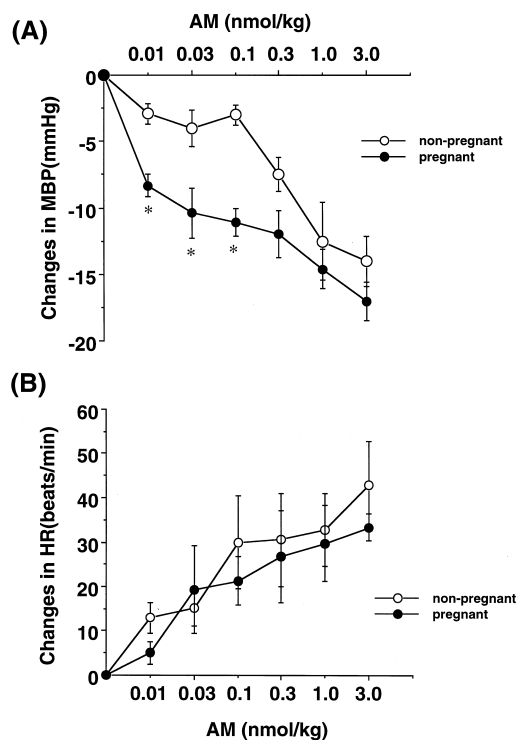 (A)
AM (nmol/kg)
0.01 0.03 0.1 0.3 1.0 3.0
Changes in MBP(mmHg)
0
-5
-10
-15
-20
non-pregnant
pregnant
*
*
*
(B)
Changes in HR(beats/min)
60
50
40
30
20
10
0
non-pregnant
pregnant
0.01 0.03 0.1 0.3 1.0 3.0
AM (nmol/kg)